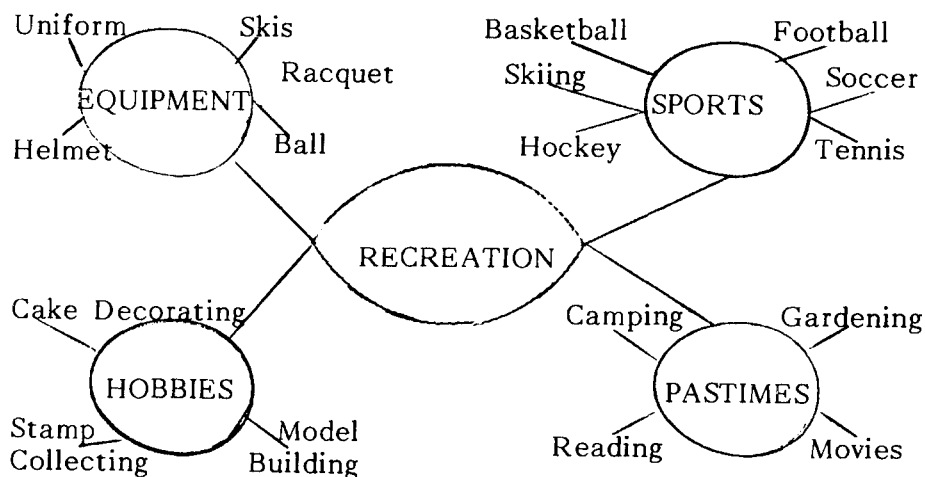 Uniform
Skis
Racquet
EQUIPMENT
Helmet
Ball
Basketball
Football
Skiing
Soccer
SPORTS
Hockey
Tennis
RECREATION
Cake Decorating
HOBBIES
Stamp
Collecting
Model
Building
Camping
Gardening
PASTIMES
Reading
Movies